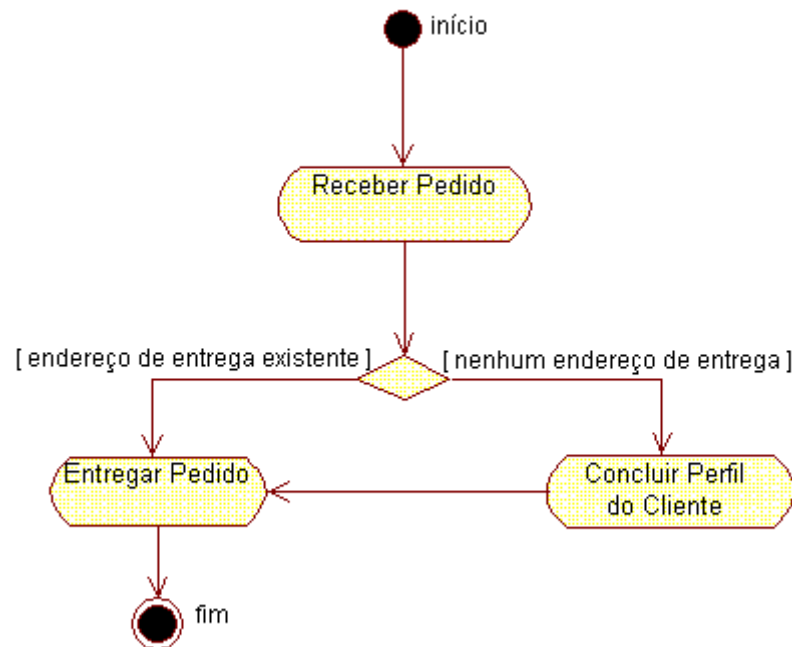 início
Receber Pedido
[ endereço de entrega existente ]
[ nenhum endereço de entrega ]
Entregar Pedido
Concluir Perfil
do Cliente
fim